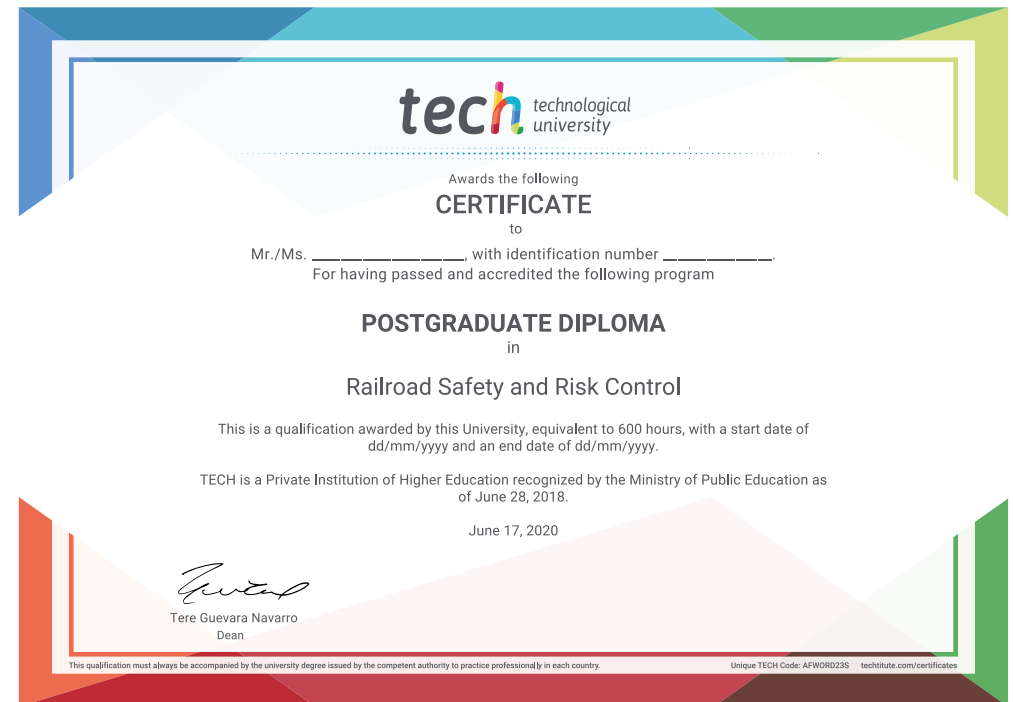 tech technological
university
Awards the following
CERTIFICATE
to
Mr./Ms. __________________, with identification number _____________.
For having passed and accredited the following program
POSTGRADUATE DIPLOMA
in
Railroad Safety and Risk Control
This is a qualification awarded by this University, equivalent to 600 hours, with a start date of
dd/mm/yyyy and an end date of dd/mm/yyyy.
TECH is a Private Institution of Higher Education recognized by the Ministry of Public Education as
of June 28, 2018.
June 17, 2020
Tere Guevara Navarro
Dean
This qualification must always be accompanied by the university degree issued by the competent authority to practice professionally in each country.
Unique TECH Code: AFWORD23S techtitute.com/certificates